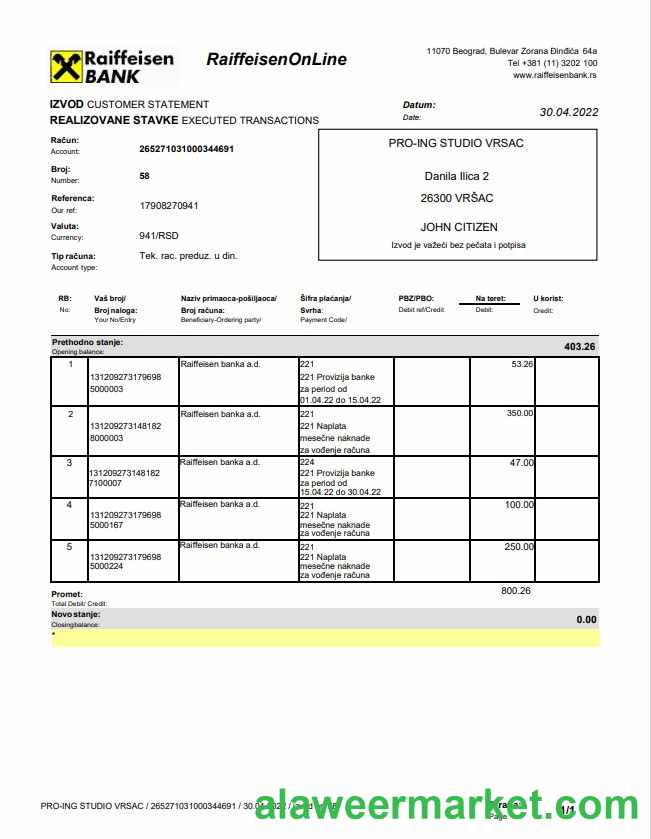 Raiffeisen
BANK
RaiffeisenOnLine
11070 Beograd, Bulevar Zorana Đinđića 64a
Tel +381 (11) 3202 100
www.raiffeisenbank.rs
IZVOD CUSTOMER STATEMENT
REALIZOVANE STAVKE EXECUTED TRANSACTIONS
Datum:
Date:
30.04.2022
Račun:
Account:
265271031000344691
Broj:
Number:
58
Referenca:
Our ref:
17908270941
Valuta:
Currency:
941/RSD
Tip računa:
Account type:
Tek. rac. preduz. u din.
PRO-ING STUDIO VRSAC
Danila Ilica 2
26300 VRŠAC
JOHN CITIZEN
Izvod je važeći bez pečata i potpisa
RB: Vaš broj/ Naziv primaoca-pošiljaoca/ Šifra plaćanja/ PBZ/PBO: Na teret: U korist:
No: Broj naloga: Broj računa: Svrha: Debit ref/Credit: Debit: Credit:
Your No/Entry Beneficiary-Ordering party/ Payment Code/
Prethodno stanje:
Opening balance:
403.26
1 Raiffeisen banka a.d. 221 53.26
131209273179698 221 Provizija banke
5000003 za period od
01.04.22 do 15.04.22
2 Raiffeisen banka a.d. 221 350.00
131209273148182 221 Naplata
8000003 mesečne naknade
za vođenje računa
3 Raiffeisen banka a.d. 224 47.00
131209273148182 221 Provizija banke
7100007 za period od
15.04.22 do 30.04.22
4 Raiffeisen banka a.d. 221 100.00
131209273179698 221 Naplata
5000167 mesečne naknade
za vođenje računa
5 Raiffeisen banka a.d. 221 250.00
131209273179698 221 Naplata
5000224 mesečne naknade
za vođenje računa
Promet:
Total Debit/ Credit:
800.26
Novo stanje:
Closingbalance:
0.00
*
PRO-ING STUDIO VRSAC / 265271031000344691 / 30.04.2022 /
alaweermarket.com
Page
1/1